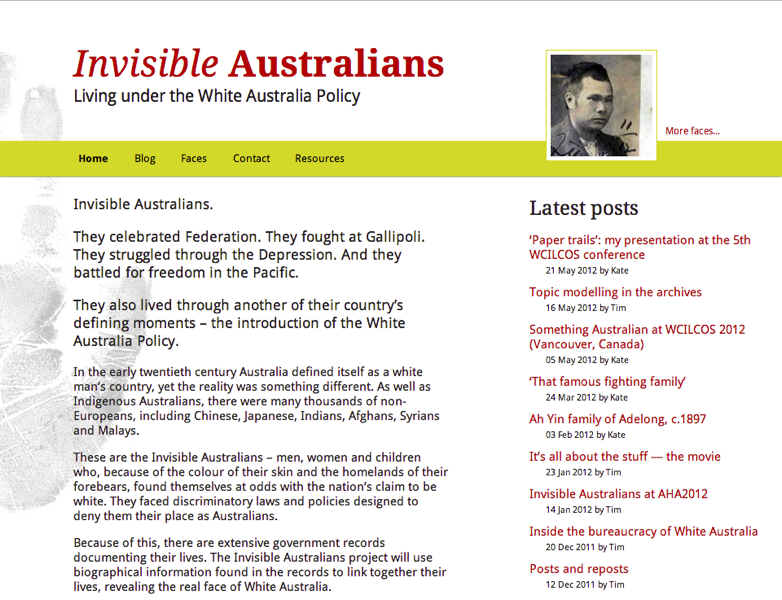 Invisible Australians
Living under the White Australia Policy
More faces...
Home Blog Faces Contact Resources
Invisible Australians.
They celebrated Federation. They fought at Gallipoli.
They struggled through the Depression. And they
battled for freedom in the Pacific.
They also lived through another of their country’s
defining moments – the introduction of the White
Australia Policy.
In the early twentieth century Australia defined itself as a white
man’s country, yet the reality was something different. As well as
Indigenous Australians, there were many thousands of non-
Europeans, including Chinese, Japanese, Indians, Afghans, Syrians
and Malays.
These are the Invisible Australians – men, women and children
who, because of the colour of their skin and the homelands of their
forebears, found themselves at odds with the nation’s claim to be
white. They faced discriminatory laws and policies designed to
deny them their place as Australians.
Because of this, there are extensive government records
documenting their lives. The Invisible Australians project will use
biographical information found in the records to link together their
lives, revealing the real face of White Australia.
Latest posts
‘Paper trails’: my presentation at the 5th
WCILCOS conference
21 May 2012 by Kate
Topic modelling in the archives
16 May 2012 by Tim
Something Australian at WCILCOS 2012
(Vancouver, Canada)
05 May 2012 by Kate
‘That famous fighting family’
24 Mar 2012 by Kate
Ah Yin family of Adelong, c.1897
03 Feb 2012 by Kate
It’s all about the stuff — the movie
23 Jan 2012 by Tim
Invisible Australians at AHA2012
14 Jan 2012 by Tim
Inside the bureaucracy of White Australia
20 Dec 2011 by Tim
Posts and reposts
12 Dec 2011 by Tim